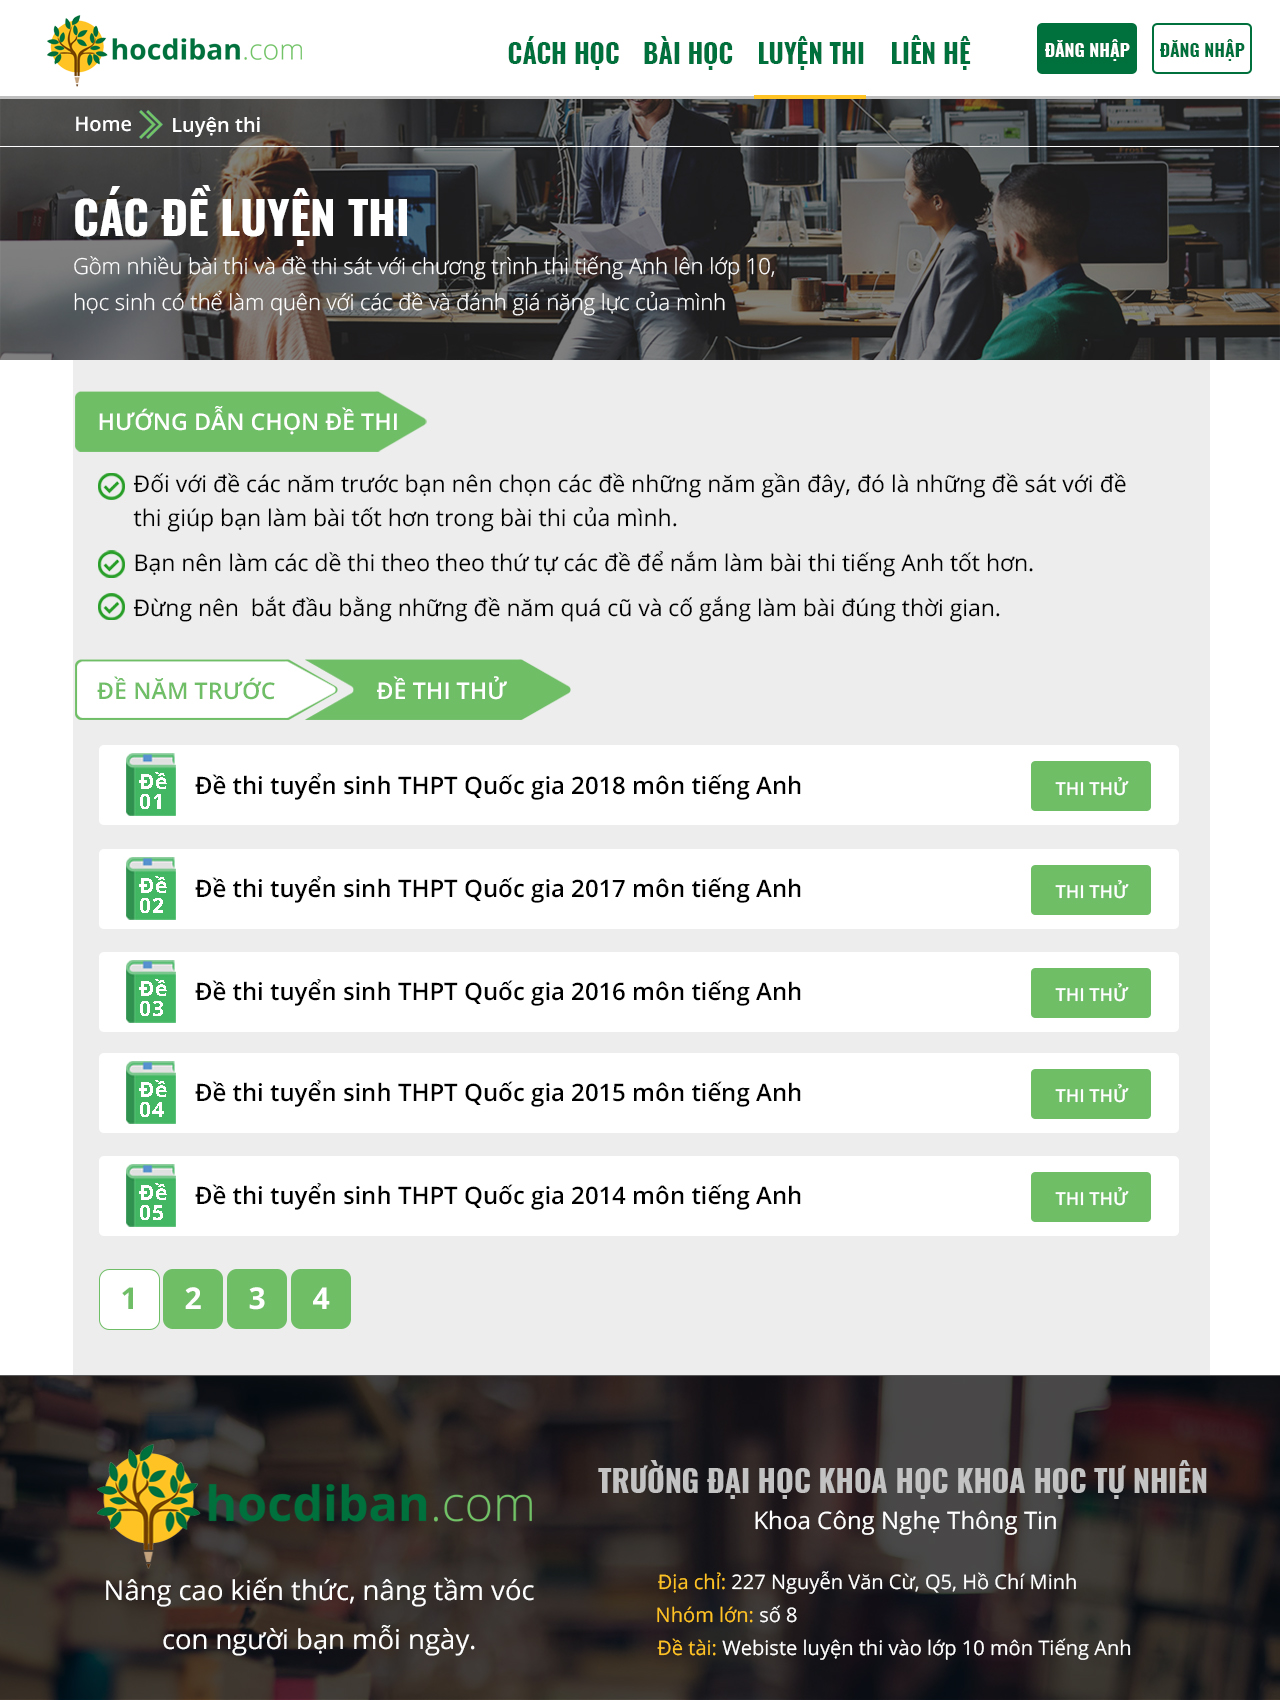 hocdiban.com
CÁCH HỌC BÀI HỌC LUYỆN THI LIÊN HỆ
ĐĂNG NHẬP ĐĂNG NHẬP
Home Luyện thi
CÁC ĐỀ LUYỆN THI
Gồm nhiều bài thi và đề thi sát với chương trình thi tiếng Anh lên lớp 10,
học sinh có thể làm quên với các đề và đánh giá năng lực của mình
HƯỚNG DẪN CHỌN ĐỀ THI
Đối với đề các năm trước bạn nên chọn các đề những năm gần đây, đó là những đề sát với đề
thi giúp bạn làm bài tốt hơn trong bài thi của mình.
Bạn nên làm các dề thi theo theo thứ tự các đề để nắm làm bài thi tiếng Anh tốt hơn.
Đừng nên bắt đầu bằng những đề năm quá cũ và cố gắng làm bài đúng thời gian.
ĐỀ NĂM TRƯỚC ĐỀ THI THỬ
Đề 01 Đề thi tuyển sinh THPT Quốc gia 2018 môn tiếng Anh THI THỬ
Đề 02 Đề thi tuyển sinh THPT Quốc gia 2017 môn tiếng Anh THI THỬ
Đề 03 Đề thi tuyển sinh THPT Quốc gia 2016 môn tiếng Anh THI THỬ
Đề 04 Đề thi tuyển sinh THPT Quốc gia 2015 môn tiếng Anh THI THỬ
Đề 05 Đề thi tuyển sinh THPT Quốc gia 2014 môn tiếng Anh THI THỬ
1 2 3 4
hocdiban.com
Nâng cao kiến thức, nâng tầm vóc
con người bạn mỗi ngày.
TRƯỜNG ĐẠI HỌC KHOA HỌC KHOA HỌC TỰ NHIÊN
Khoa Công Nghẹ Thông Tin
Địa chỉ: 227 Nguyễn Văn Cừ, Q5, Hồ Chí Minh
Nhóm lớn: số 8
Đề tài: Webiste luyện thi vào lớp 10 môn Tiếng Anh